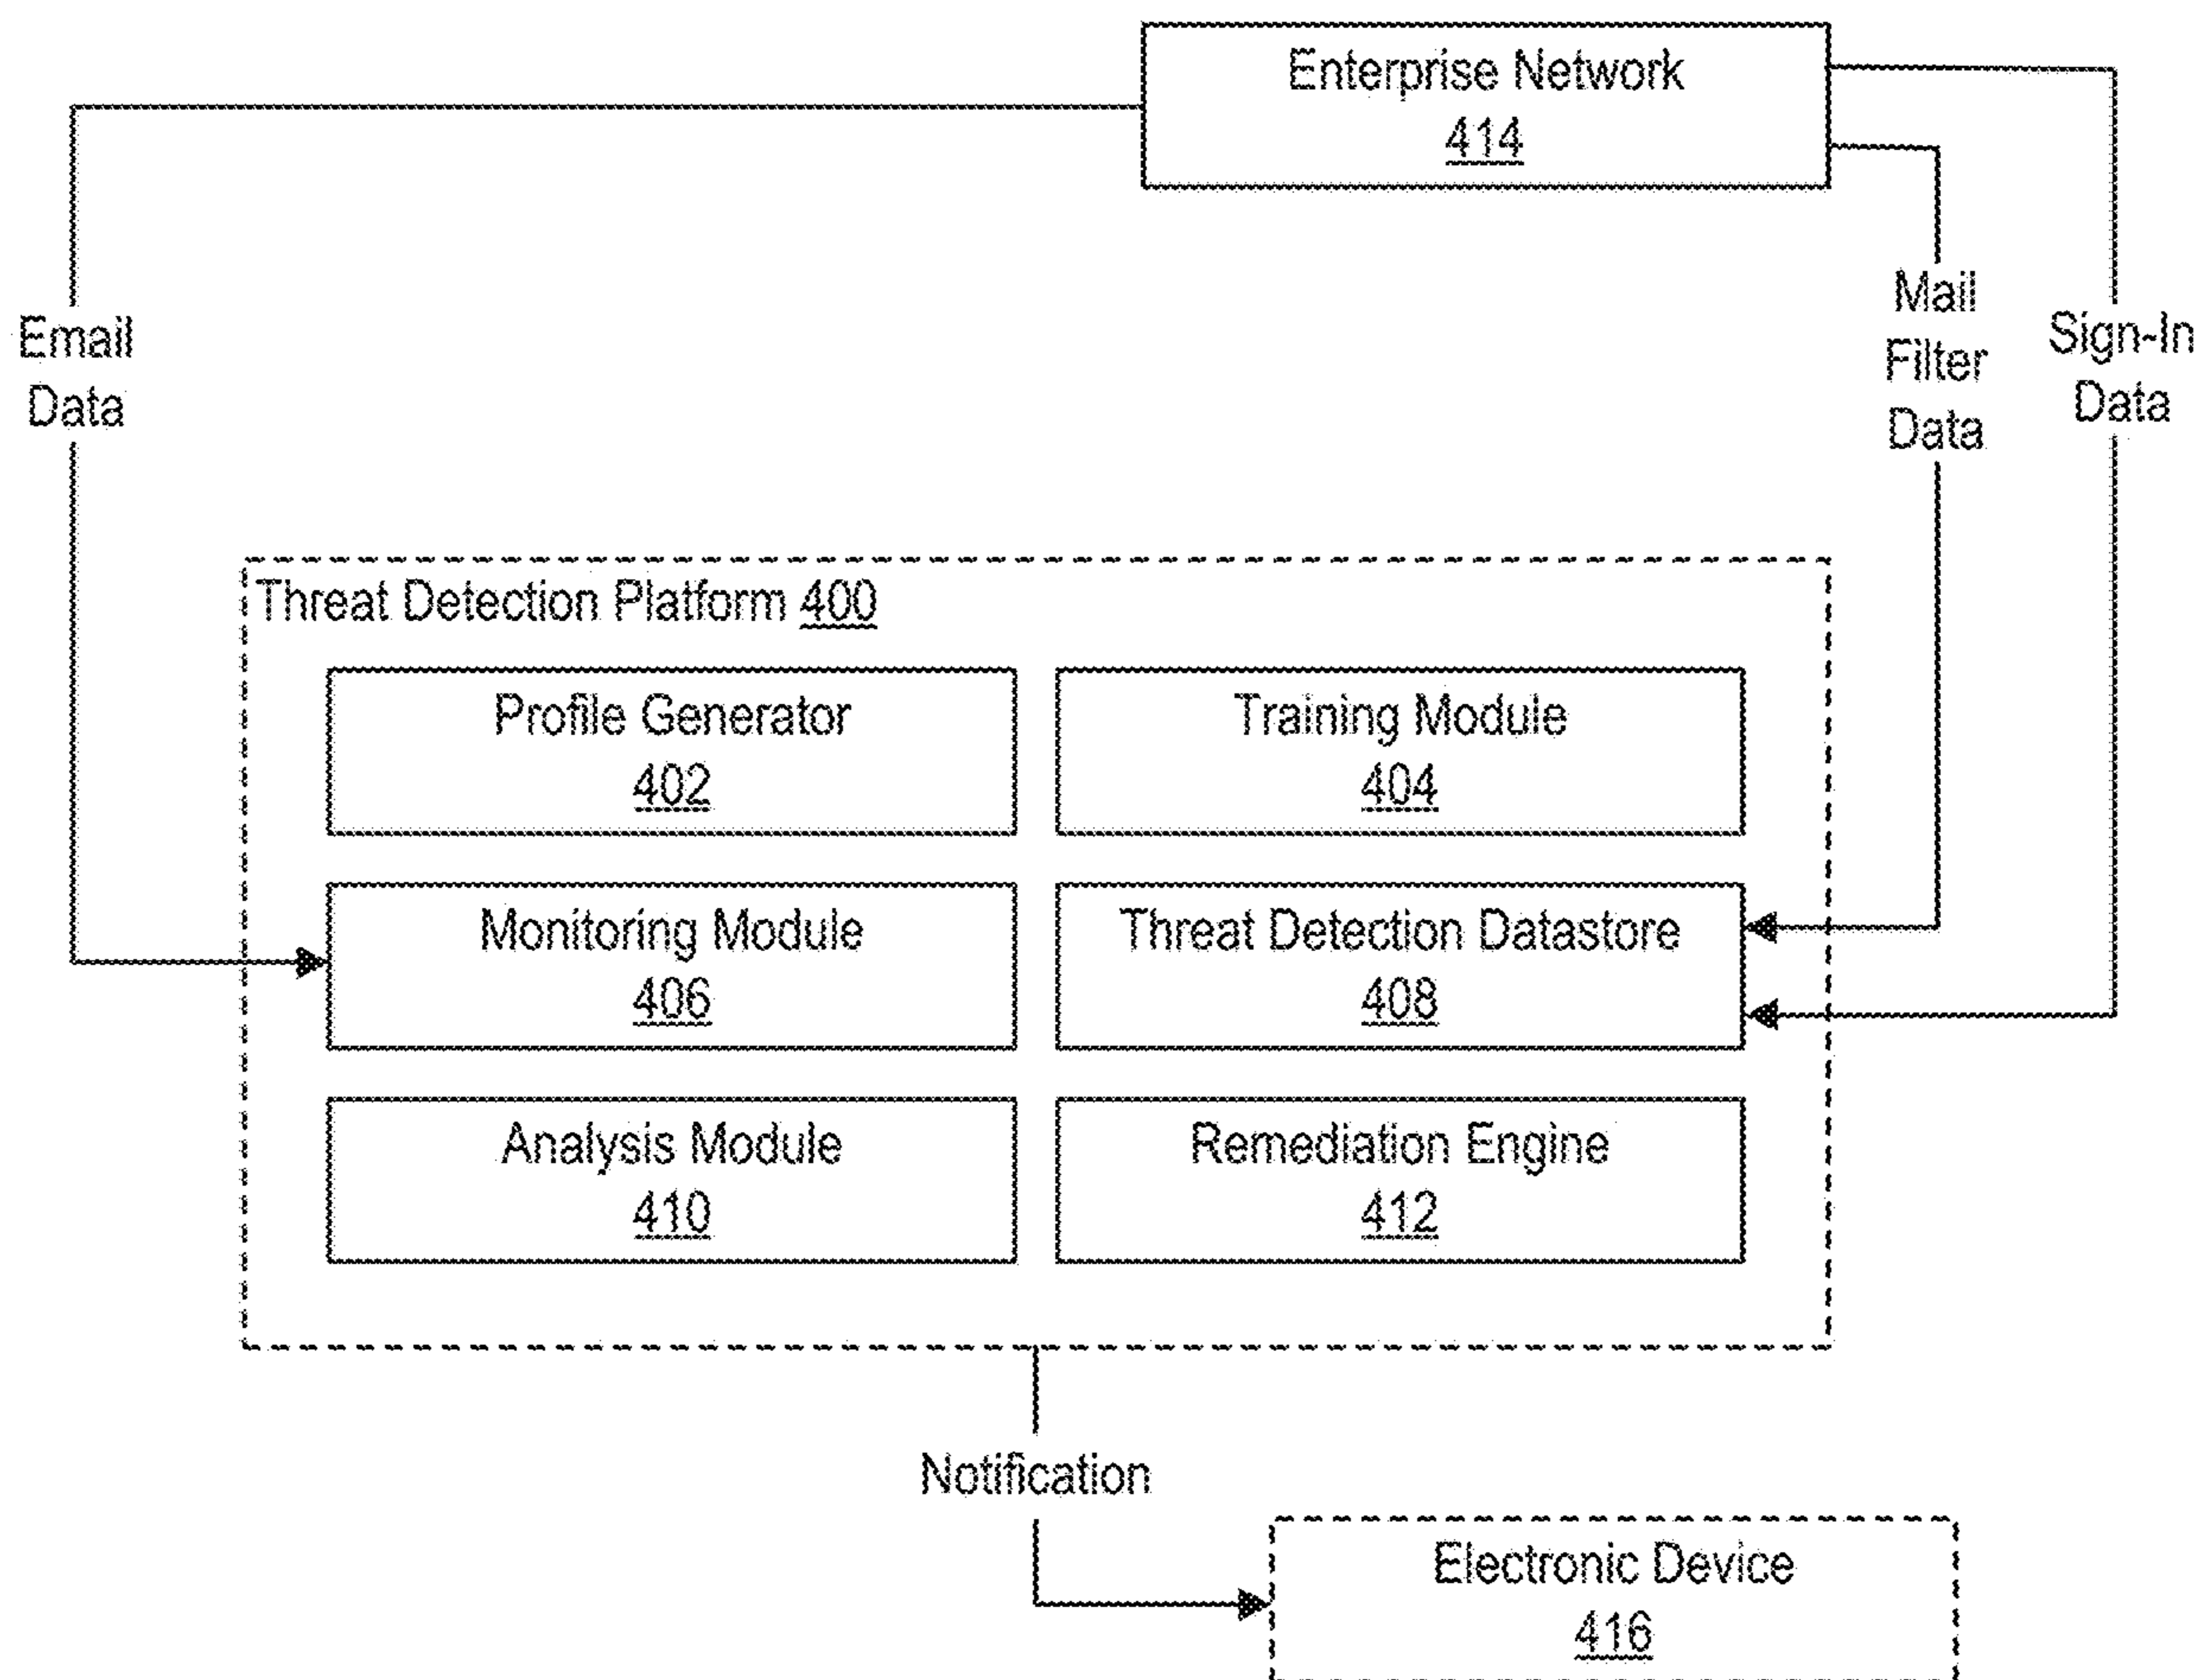 Enterprise Network
414
Email
Data
Mail
Filter
Data
Sign-In
Data
Threat Detection Platform 400
Profile Generator
402
Training Module
404
Monitoring Module
406
Threat Detection Datastore
408
Analysis Module
410
Remediation Engine
412
Notification
Electronic Device
416